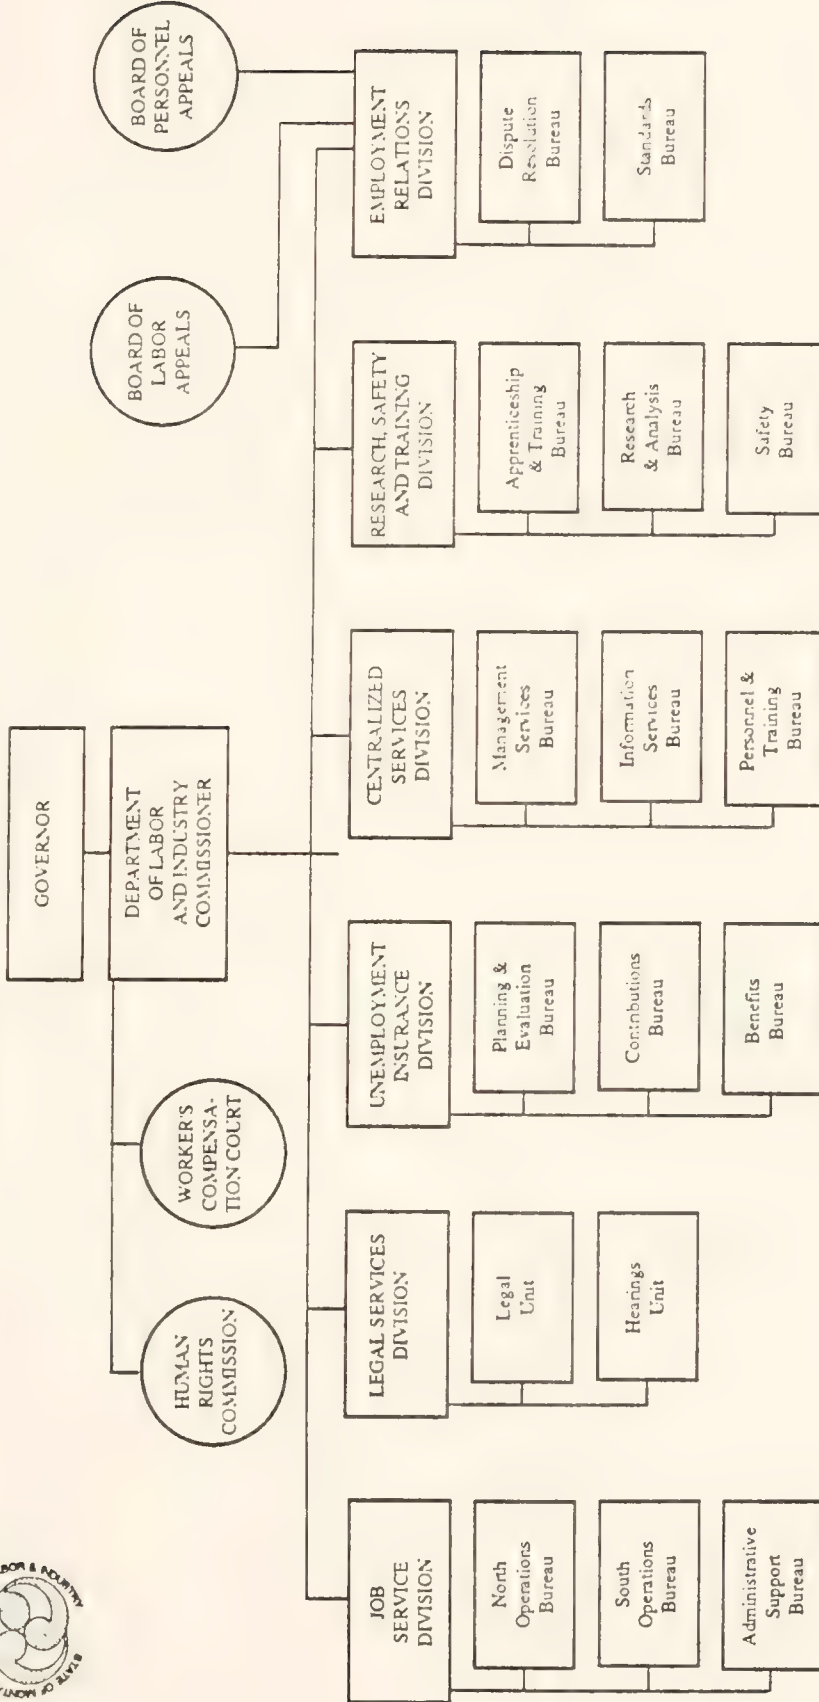 GOVERNOR
DEPARTMENT
OF LABOR
AND INDUSTRY
COMMISSIONER
HUMAN
RIGHTS
COMMISSION
WORKER'S
COMPENSA-
TION COURT
BOARD OF
LABOR
APPEALS
BOARD OF
PERSONNEL
APPEALS
JOB
SERVICE
DIVISION
North
Operations
Bureau
South
Operations
Bureau
Administrative
Support
Bureau
LEGAL SERVICES
DIVISION
Legal
Unit
Hearings
Unit
UNEMPLOYMENT
INSURANCE
DIVISION
Planning &
Evaluation
Bureau
Contributions
Bureau
Benefits
Bureau
CENTRALIZED
SERVICES
DIVISION
Management
Services
Bureau
Information
Services
Bureau
Personnel &
Training
Bureau
RESEARCH, SAFETY
AND TRAINING
DIVISION
Apprenticeship
& Training
Bureau
Research
& Analysis
Bureau
Safety
Bureau
EMPLOYMENT
RELATIONS
DIVISION
Dispute
Resolution
Bureau
Standards
Bureau
& INDUSTRY
STATE OF